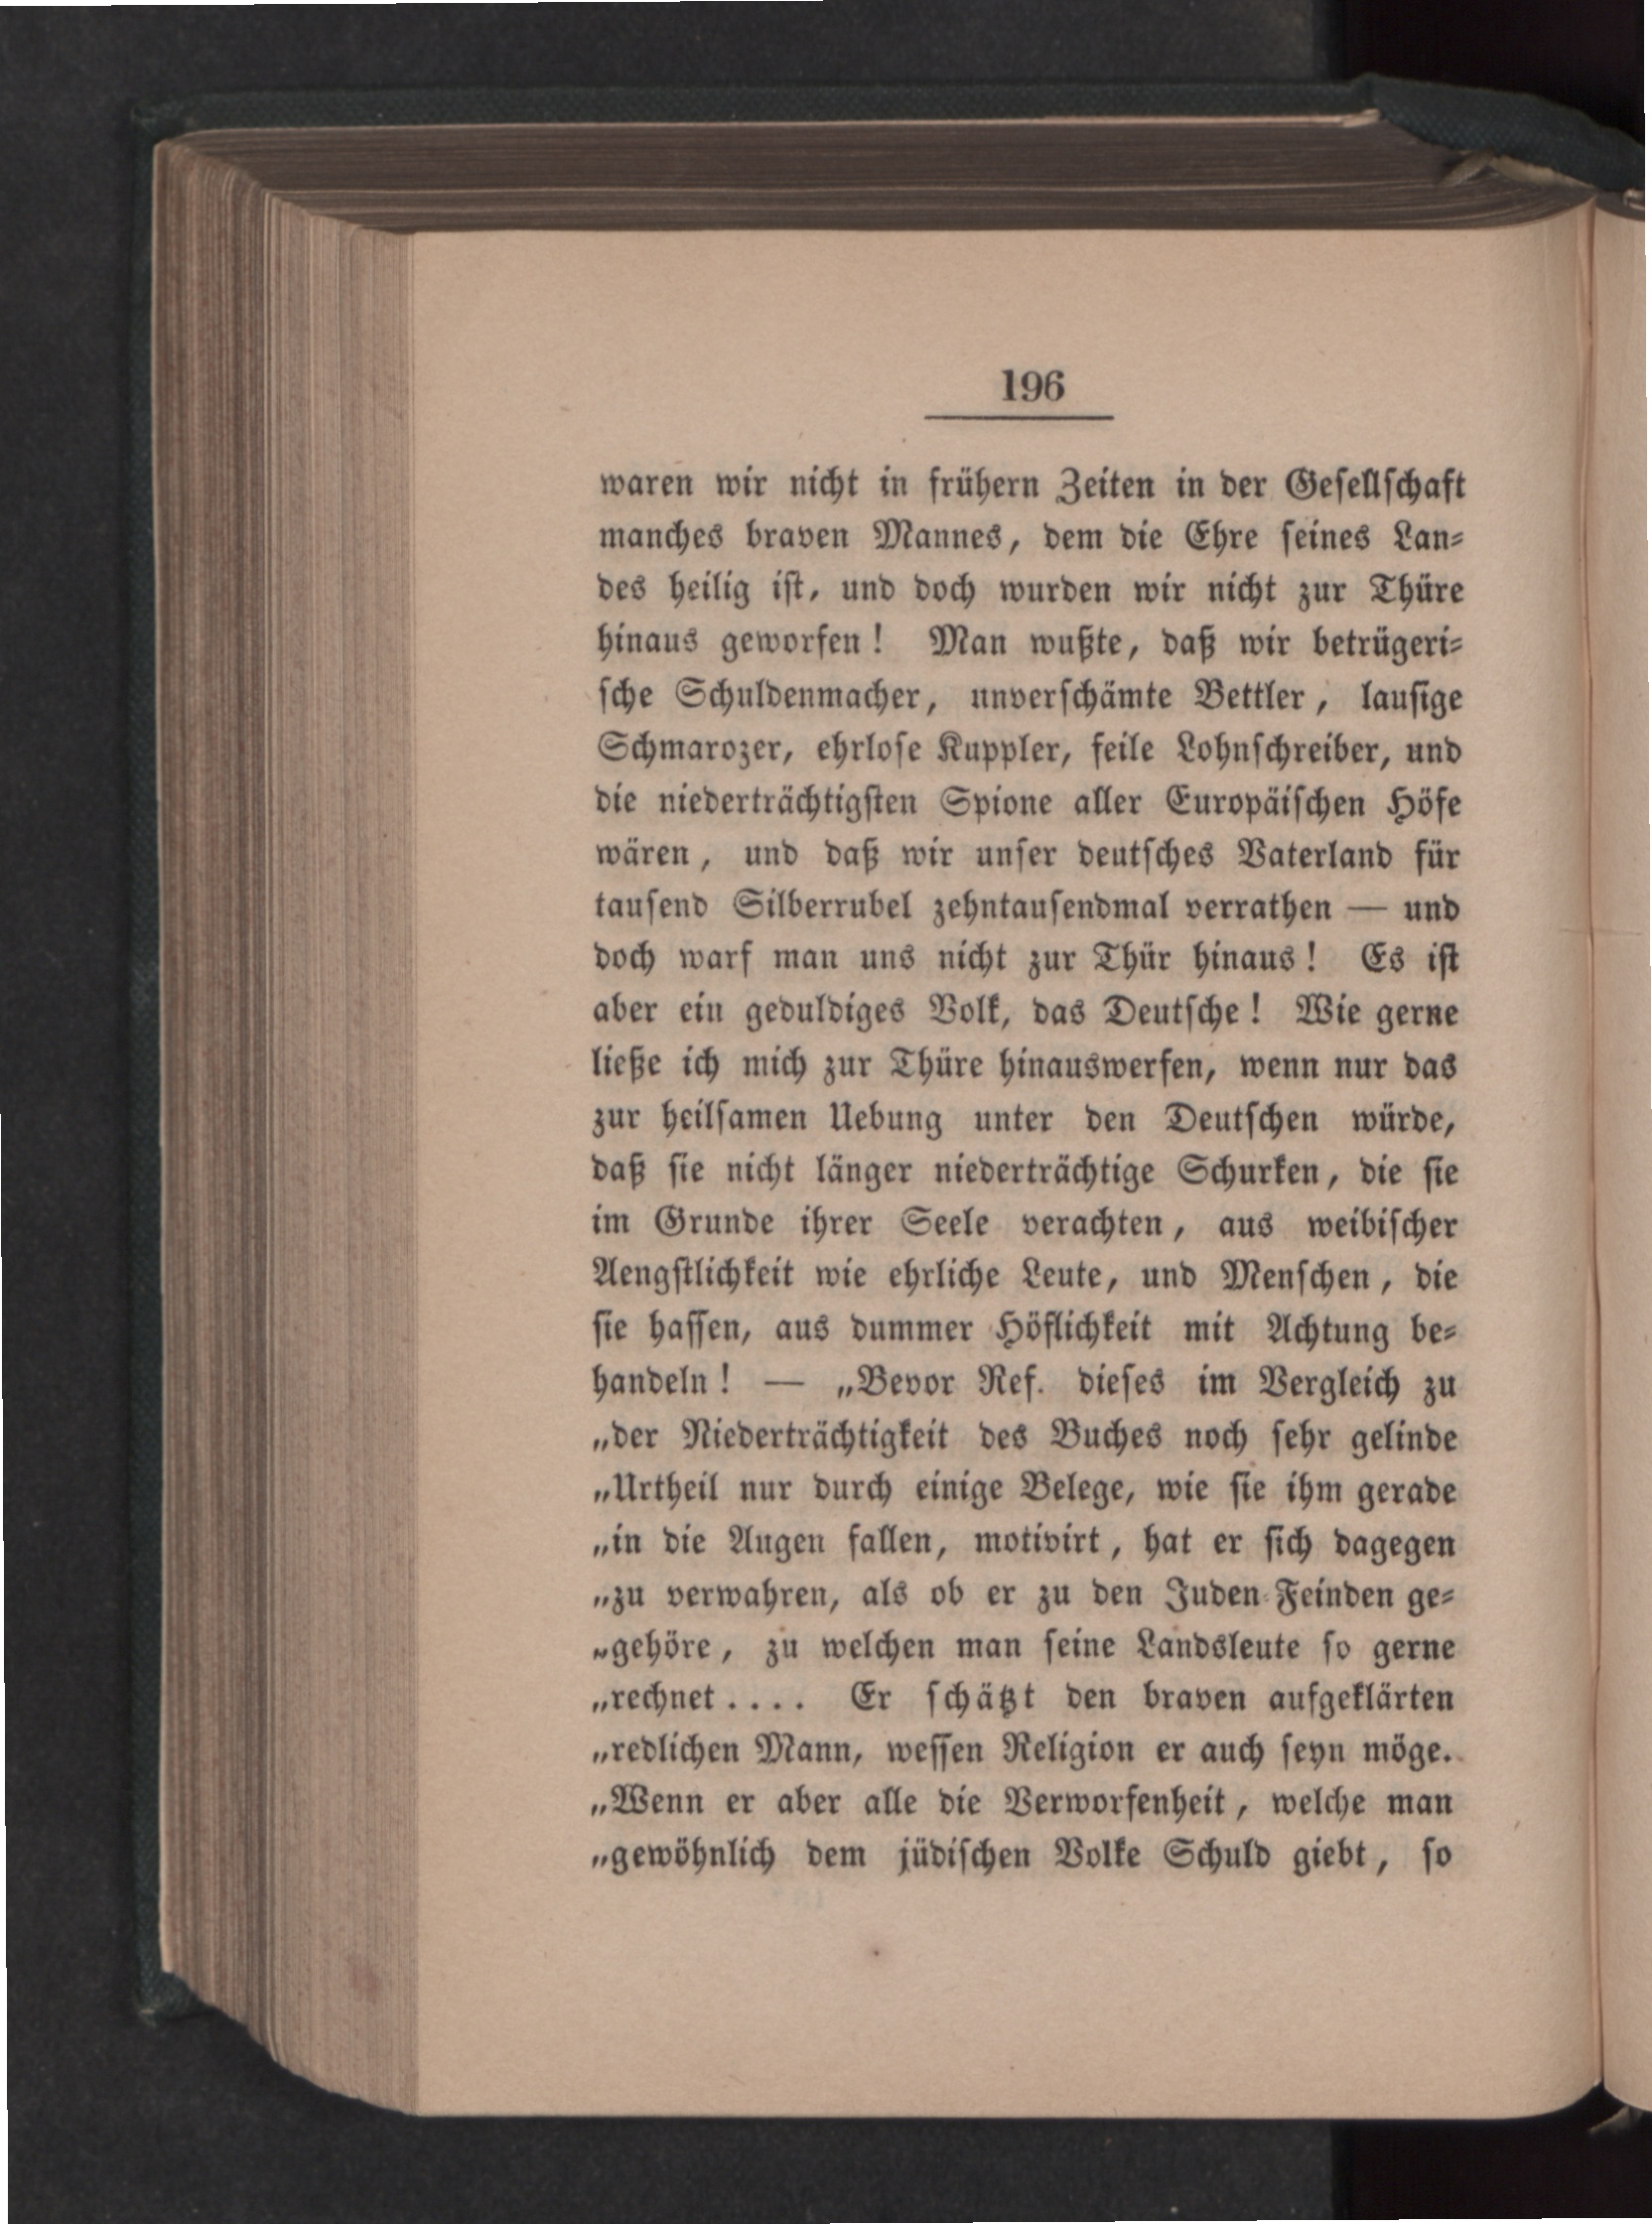 196
waren wir nicht in frühern Zeiten in der Gesellschaft
manches braven Mannes, dem die Ehre seines Lan-
des heilig ist, und doch wurden wir nicht zur Thüre
hinaus geworfen! Man wußte, daß wir betrügeri-
sche Schuldenmacher, unverschämte Bettler, lausige
Schmarozer, ehrlose Kuppler, feile Lohnschreiber, und
die niederträchtigsten Spione aller Europäischen Höfe
wären, und daß wir unser deutsches Vaterland für
tausend Silberrubel zehntausendmal verrathen — und
doch warf man uns nicht zur Thür hinaus! Es ist
aber ein geduldiges Volk, das Deutsche! Wie gerne
ließe ich mich zur Thüre hinauswerfen, wenn nur das
zur heilsamen Uebung unter den Deutschen würde,
daß sie nicht länger niederträchtige Schurken, die sie
im Grunde ihrer Seele verachten, aus weibischer
Aengstlichkeit wie ehrliche Leute, und Menschen, die
sie hassen, aus dummer Höflichkeit mit Achtung be-
handeln! — „Bevor Ref. dieses im Vergleich zu
„der Niederträchtigkeit des Buches noch sehr gelinde
„Urtheil nur durch einige Belege, wie sie ihm gerade
„in die Augen fallen, motivirt, hat er sich dagegen
„zu verwahren, als ob er zu den Juden-Feinden ge-
„gehöre, zu welchen man seine Landsleute so gerne
„rechnet.... Er schätzt den braven aufgeklärten
„redlichen Mann, wessen Religion er auch seyn möge.
„Wenn er aber alle die Verworfenheit, welche man
„gewöhnlich dem jüdischen Volke Schuld giebt, so